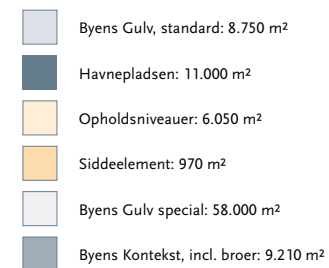 Byens Gulv, standard: 8.750 m²
Havnepladsen: 11.000 m²
Opholdsniveauer: 6.050 m²
Siddeelement: 970 m²
Byens Gulv special: 58.000 m²
Byens Kontekst, incl. broer: 9.210 m²